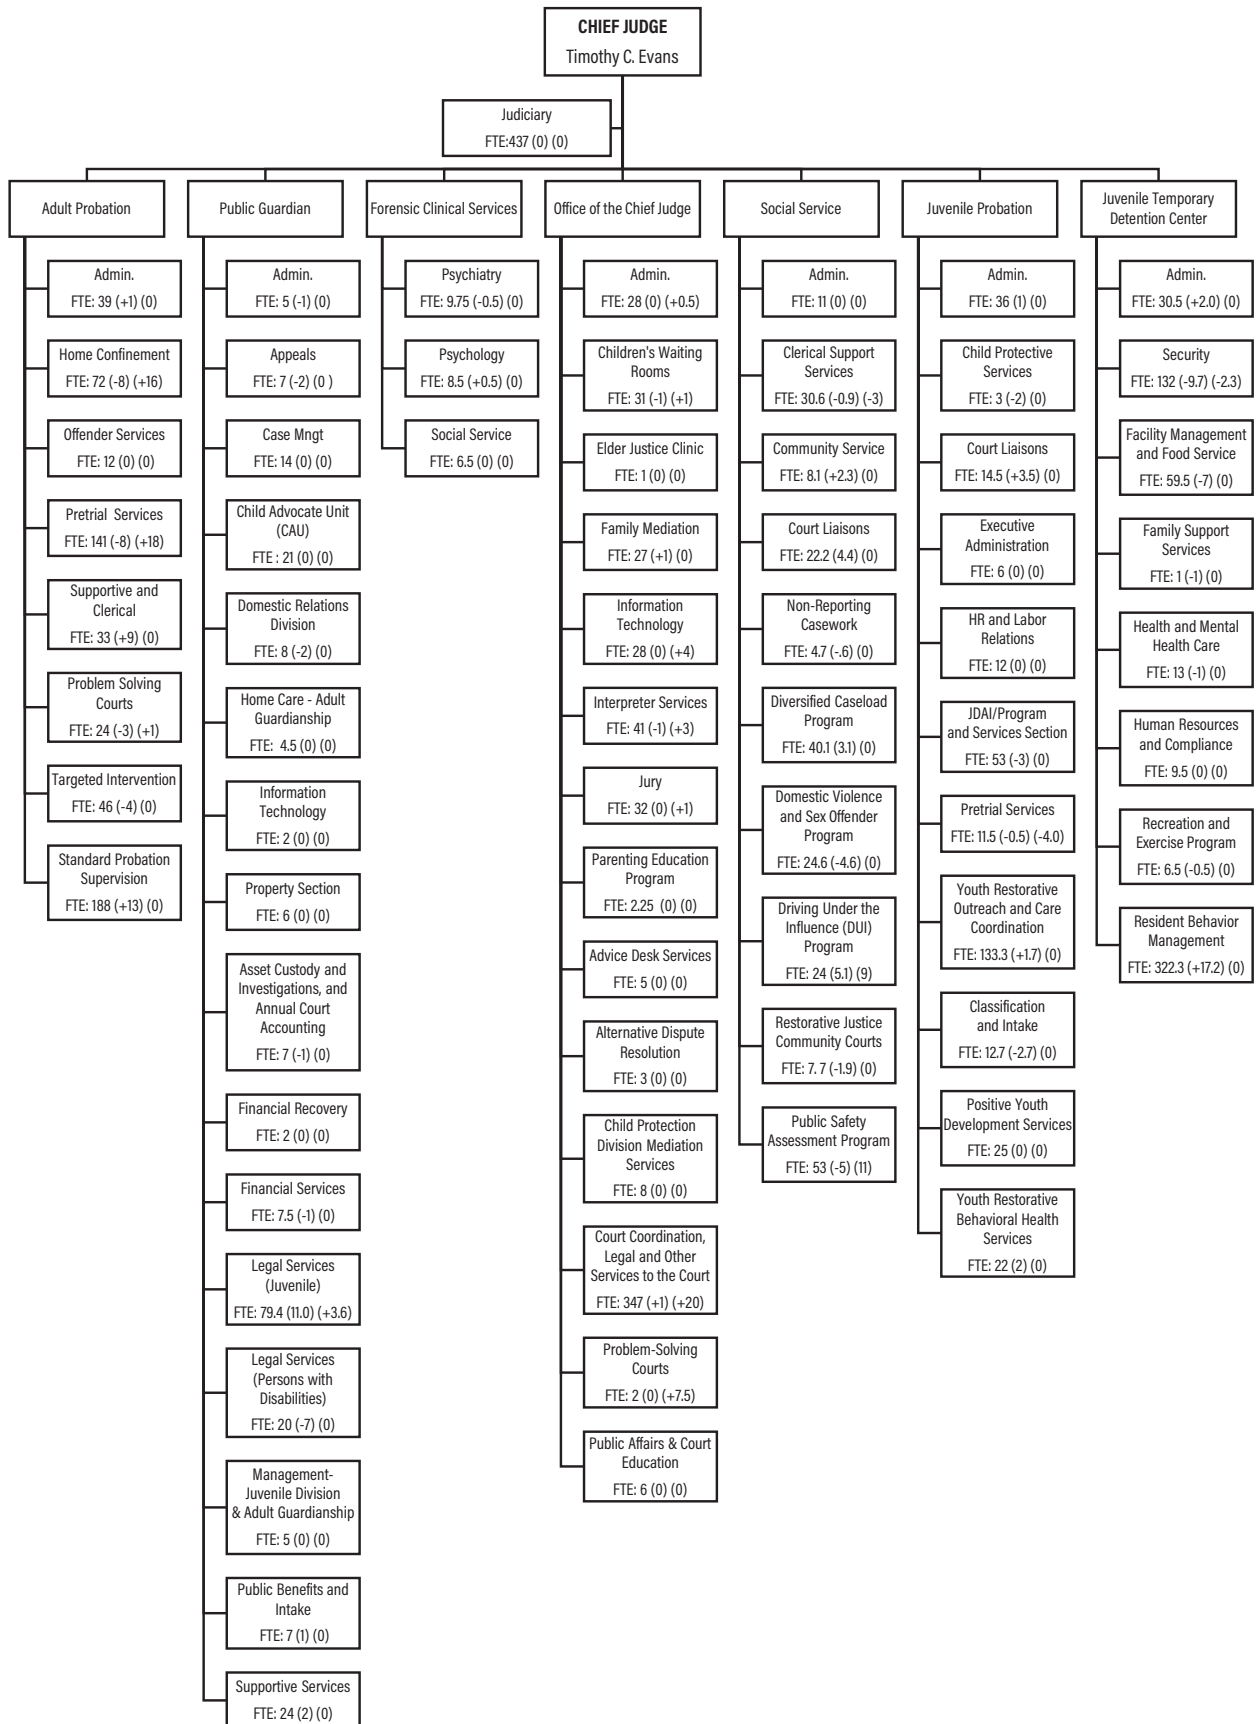 CHIEF JUDGE
Timothy C. Evans
Judiciary
FTE:437 (0) (0)
Adult Probation
Admin.
FTE: 39 (+1) (0)
Home Confinement
FTE: 72 (-8) (+16)
Offender Services
FTE: 12 (0) (0)
Pretrial Services
FTE: 141 (-8) (+18)
Supportive and
Clerical
FTE: 33 (+9) (0)
Problem Solving
Courts
FTE: 24 (-3) (+1)
Targeted Intervention
FTE: 46 (-4) (0)
Standard Probation
Supervision
FTE: 188 (+13) (0)
Public Guardian
Admin.
FTE: 5 (-1) (0)
Appeals
FTE: 7 (-2) (0 )
Case Mngt
FTE: 14 (0) (0)
Child Advocate Unit
(CAU)
FTE : 21 (0) (0)
Domestic Relations
Division
FTE: 8 (-2) (0)
Home Care - Adult
Guardianship
FTE: 4.5 (0) (0)
Information
Technology
FTE: 2 (0) (0)
Property Section
FTE: 6 (0) (0)
Asset Custody and
Investigations, and
Annual Court
Accounting
FTE: 7 (-1) (0)
Financial Recovery
FTE: 2 (0) (0)
Financial Services
FTE: 7.5 (-1) (0)
Legal Services
(Juvenile)
FTE: 79.4 (11.0) (+3.6)
Legal Services
(Persons with
Disabilities)
FTE: 20 (-7) (0)
Management-
Juvenile Division
& Adult Guardianship
FTE: 5 (0) (0)
Public Benefits and
Intake
FTE: 7 (1) (0)
Supportive Services
FTE: 24 (2) (0)
Forensic Clinical Services
Psychiatry
FTE: 9.75 (-0.5) (0)
Psychology
FTE: 8.5 (+0.5) (0)
Social Service
FTE: 6.5 (0) (0)
Office of the Chief Judge
Admin.
FTE: 28 (0) (+0.5)
Children's Waiting
Rooms
FTE: 31 (-1) (+1)
Elder Justice Clinic
FTE: 1 (0) (0)
Family Mediation
FTE: 27 (+1) (0)
Information
Technology
FTE: 28 (0) (+4)
Interpreter Services
FTE: 41 (-1) (+3)
Jury
FTE: 32 (0) (+1)
Parenting Education
Program
FTE: 2.25 (0) (0)
Advice Desk Services
FTE: 5 (0) (0)
Alternative Dispute
Resolution
FTE: 3 (0) (0)
Child Protection
Division Mediation
Services
FTE: 8 (0) (0)
Court Coordination,
Legal and Other
Services to the Court
FTE: 347 (+1) (+20)
Problem-Solving
Courts
FTE: 2 (0) (+7.5)
Public Affairs & Court
Education
FTE: 6 (0) (0)
Social Service
Admin.
FTE: 11 (0) (0)
Clerical Support
Services
FTE: 30.6 (-0.9) (-3)
Community Service
FTE: 8.1 (+2.3) (0)
Court Liaisons
FTE: 22.2 (4.4) (0)
Non-Reporting
Casework
FTE: 4.7 (-.6) (0)
Diversified Caseload
Program
FTE: 40.1 (3.1) (0)
Domestic Violence
and Sex Offender
Program
FTE: 24.6 (-4.6) (0)
Driving Under the
Influence (DUI)
Program
FTE: 24 (5.1) (9)
Restorative Justice
Community Courts
FTE: 7. 7 (-1.9) (0)
Public Safety
Assessment Program
FTE: 53 (-5) (11)
Juvenile Probation
Admin.
FTE: 36 (1) (0)
Child Protective
Services
FTE: 3 (-2) (0)
Court Liaisons
FTE: 14.5 (+3.5) (0)
Executive
Administration
FTE: 6 (0) (0)
HR and Labor
Relations
FTE: 12 (0) (0)
JDAI/Program
and Services Section
FTE: 53 (-3) (0)
Pretrial Services
FTE: 11.5 (-0.5) (-4.0)
Youth Restorative
Outreach and Care
Coordination
FTE: 133.3 (+1.7) (0)
Classification
and Intake
FTE: 12.7 (-2.7) (0)
Positive Youth
Development Services
FTE: 25 (0) (0)
Youth Restorative
Behavioral Health
Services
FTE: 22 (2) (0)
Juvenile Temporary
Detention Center
Admin.
FTE: 30.5 (+2.0) (0)
Security
FTE: 132 (-9.7) (-2.3)
Facility Management
and Food Service
FTE: 59.5 (-7) (0)
Family Support
Services
FTE: 1 (-1) (0)
Health and Mental
Health Care
FTE: 13 (-1) (0)
Human Resources
and Compliance
FTE: 9.5 (0) (0)
Recreation and
Exercise Program
FTE: 6.5 (-0.5) (0)
Resident Behavior
Management
FTE: 322.3 (+17.2) (0)